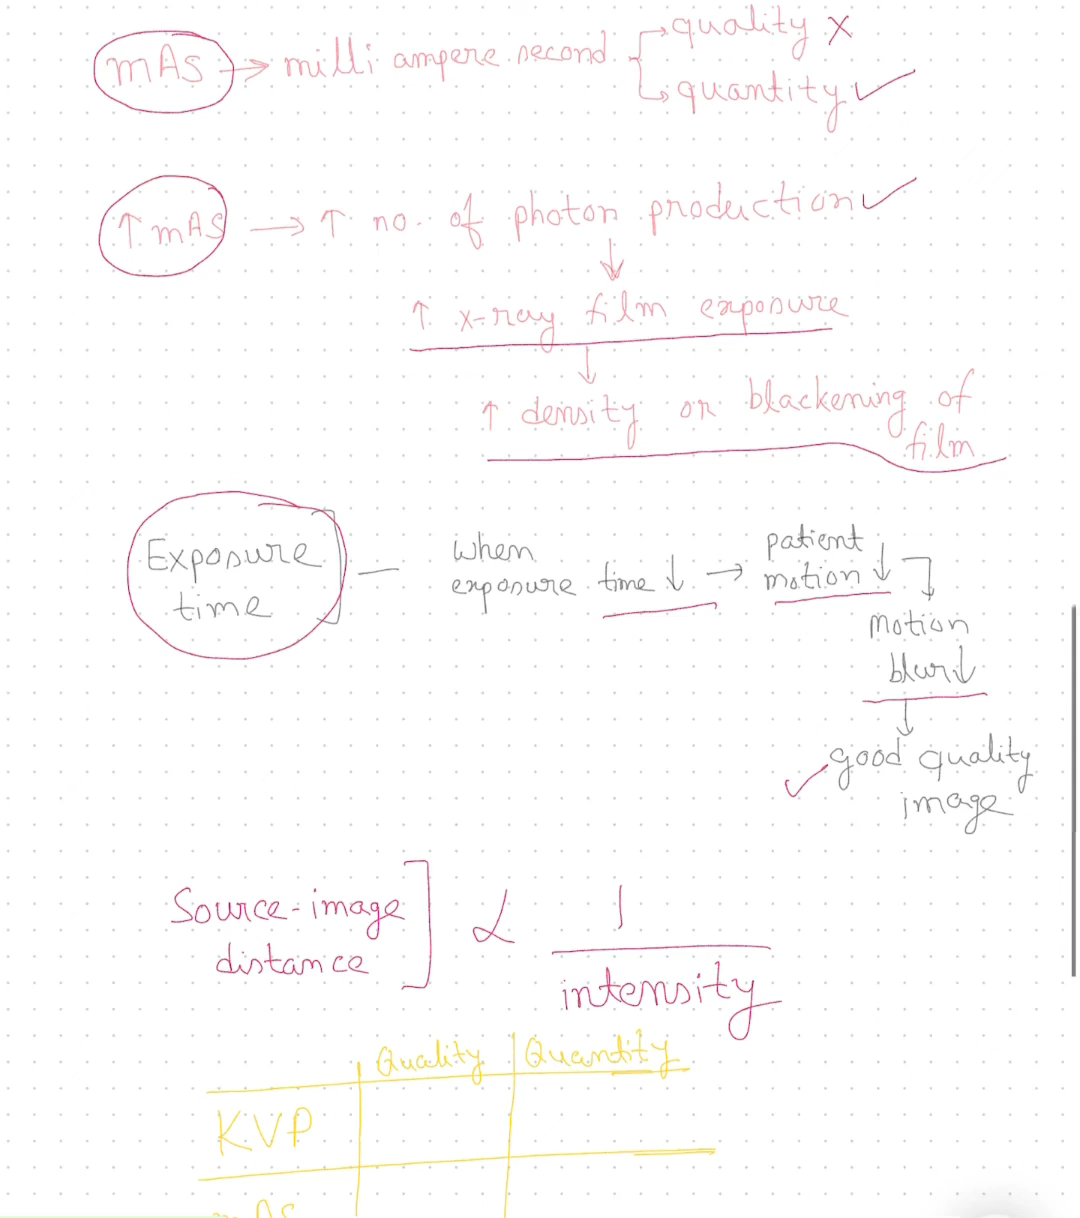 mAs → milli ampere second
quality ×
quantity ✓
↑ mAs → ↑ no. of photon production ✓
↓
↑ x-ray film exposure
↓
↑ density or blackening of
film
Exposure
time
when
exposure time ↓ → patient
motion ↓
motion
blur ↓
↓
✓ good quality
image
Source-image
distance
∝ 1
intensity
Quality Quantity
KVP
mAs